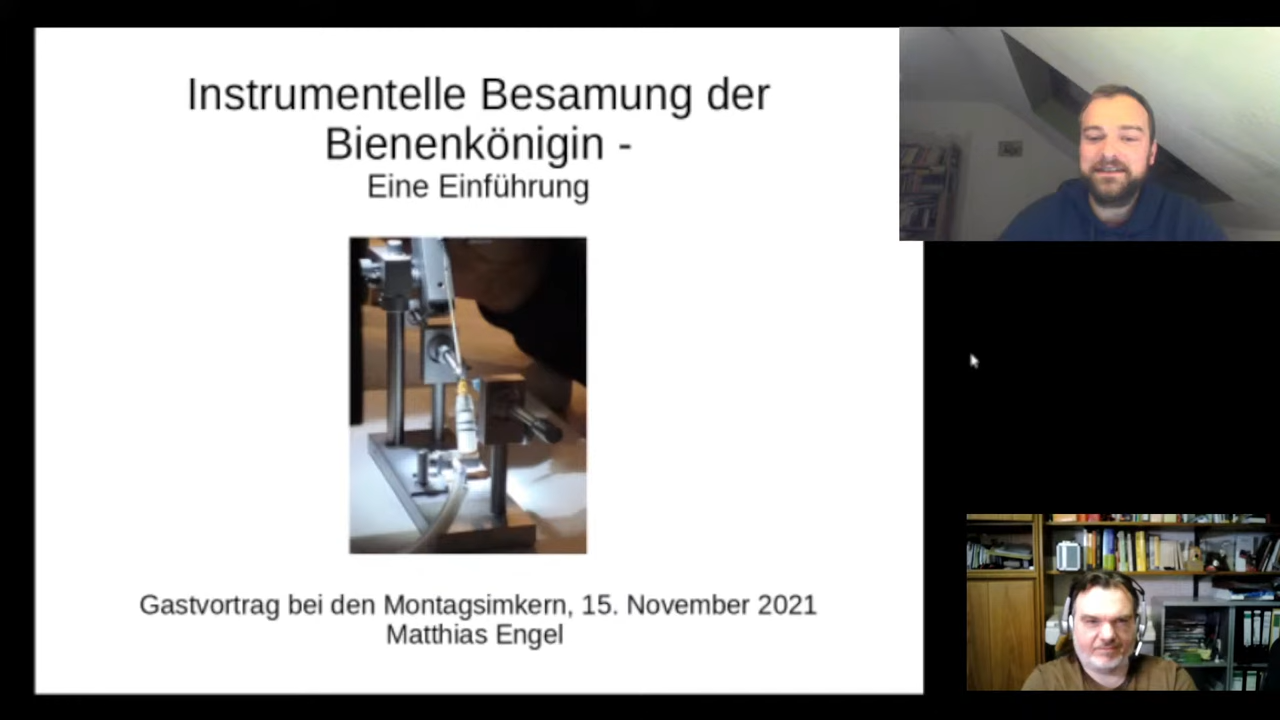 Instrumentelle Besamung der
Bienenkönigin -
Eine Einführung
Gastvortrag bei den Montagsimkern, 15. November 2021
Matthias Engel